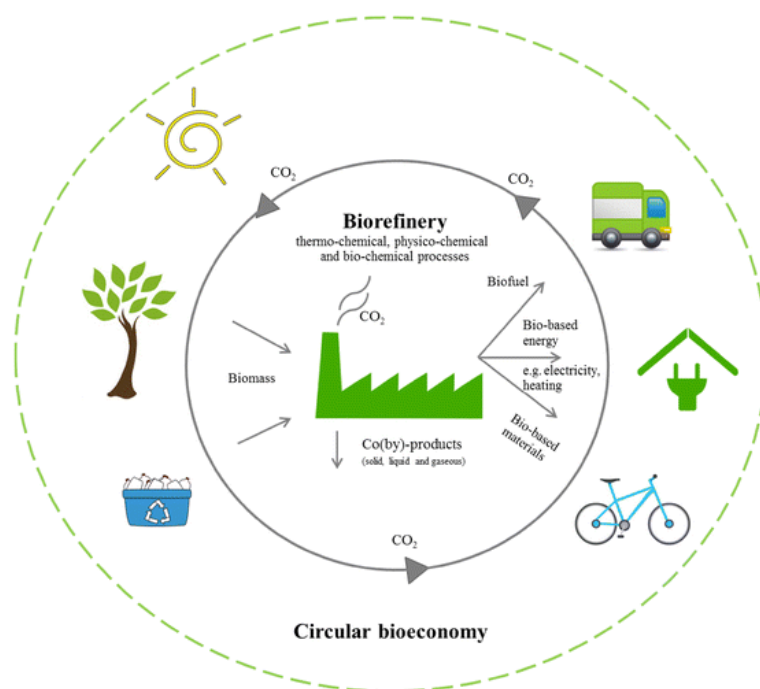 CO₂
CO₂
Biorefinery
thermo-chemical, physico-chemical
and bio-chemical processes
CO₂
Biofuel
Bio-based
energy
e.g. electricity,
heating
Biomass
Bio-based
materials
Co(by)-products
(solid, liquid and gaseous)
CO₂
Circular bioeconomy